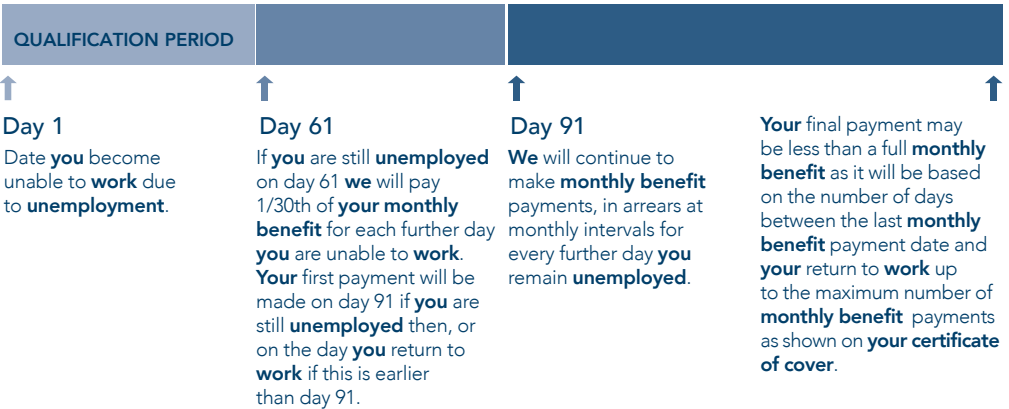 QUALIFICATION PERIOD
Day 1
Date you become
unable to work due
to unemployment.
Day 61
If you are still unemployed
on day 61 we will pay
1/30th of your monthly
benefit for each further day
you are unable to work.
Your first payment will be
made on day 91 if you are
still unemployed then, or
on the day you return to
work if this is earlier
than day 91.
Day 91
We will continue to
make monthly benefit
payments, in arrears at
monthly intervals for
every further day you
remain unemployed.
Your final payment may
be less than a full monthly
benefit as it will be based
on the number of days
between the last monthly
benefit payment date and
your return to work up
to the maximum number of
monthly benefit payments
as shown on your certificate
of cover.